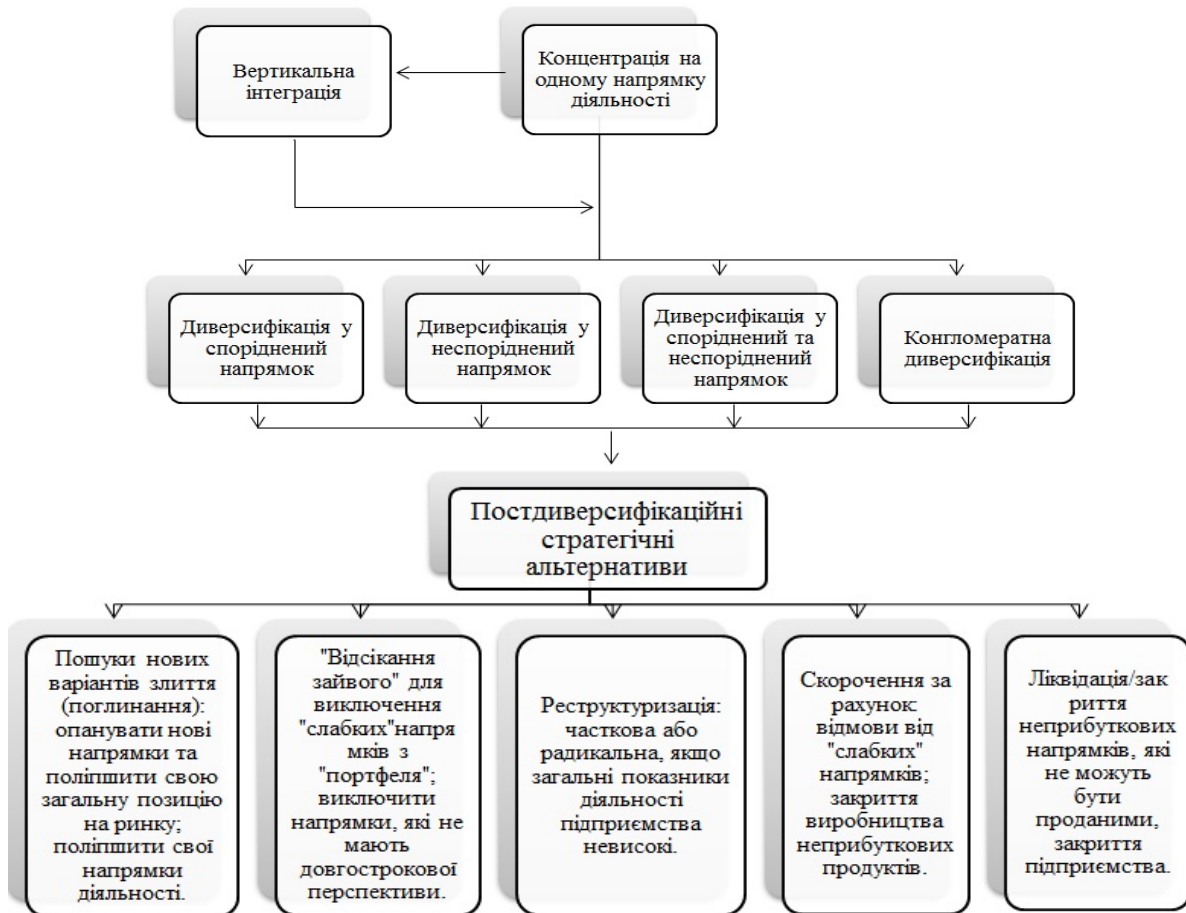 Вертикальна
інтеграція
Концентрація на
одному напрямку
діяльності
Диверсифікація у
споріднений
напрямок
Диверсифікація у
неспоріднений
напрямок
Диверсифікація у
споріднений та
неспоріднений
напрямок
Конгломератна
диверсифікація
Постдиверсифікаційні
стратегічні
альтернативи
Пошуки нових
варіантів злиття
(поглинання):
опанувати нові
напрямки та
поліпшити свою
загальну позицію
на ринку;
поліпшити свої
напрямки
діяльності.
"Відсікання
зайвого" для
виключення
"слабких"напря
мків з
"портфеля";
виключити
напрямки, які не
мають
довгострокової
перспективи.
Реструктуризація:
часткова або
радикальна, якщо
загальні показники
діяльності
підприємства
невисокі.
Скорочення за
рахунок:
відмови від
"слабких"
напрямків;
закриття
виробництва
неприбуткових
продуктів.
Ліквідація/зак
риття
неприбуткових
напрямків, які
не можуть
бути
проданими,
закриття
підприємства.